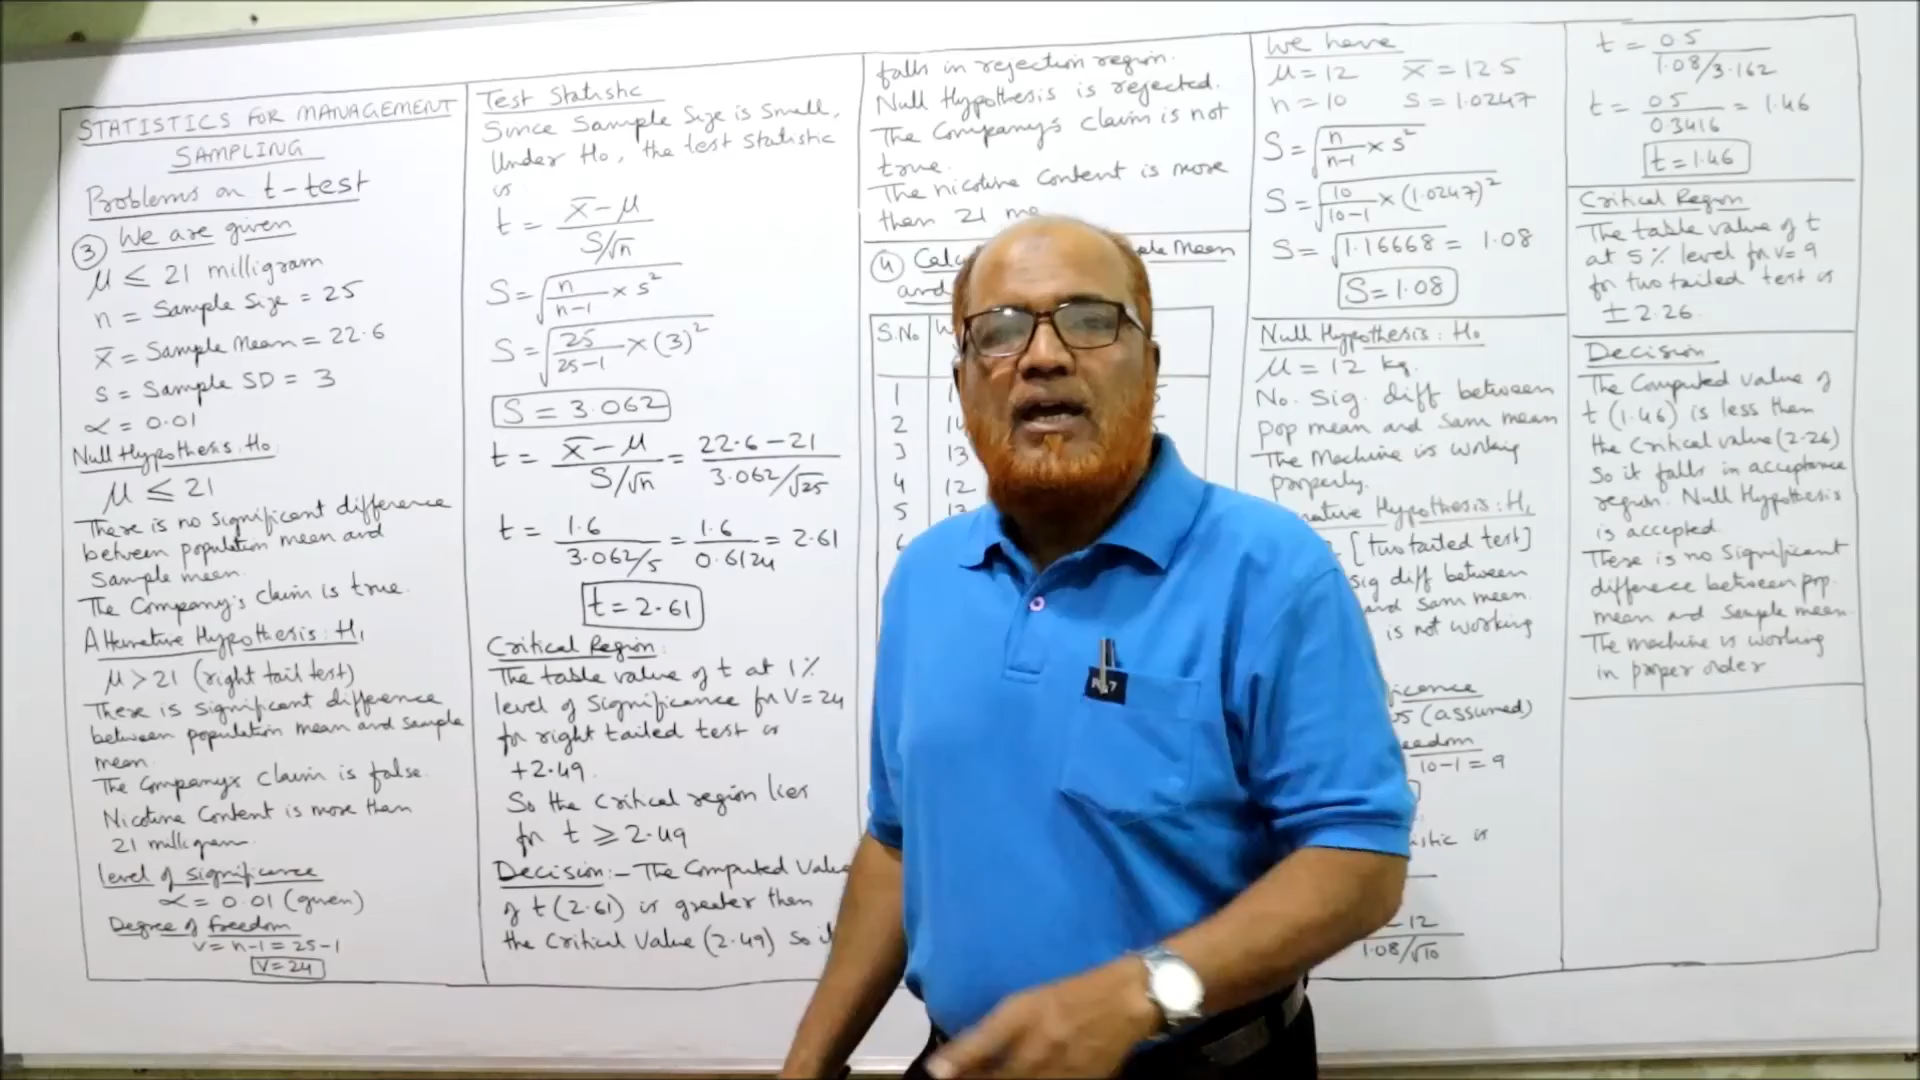 STATISTICS FOR MANAGEMENT
SAMPLING
Problems on t-test
③ We are given
μ ≤ 21 milligram
n = Sample Size = 25
x̄ = Sample Mean = 22.6
s = Sample SD = 3
α = 0.01
Null Hypothesis: H₀
μ ≤ 21
There is no significant difference
between population mean and
Sample mean.
The Company's claim is true.
Alternative Hypothesis: H₁
μ > 21 (right tail test)
There is significant difference
between population mean and sample
mean.
The Company's claim is false.
Nicotine Content is more than
21 milligram.
level of significance
α = 0.01 (given)
Degree of freedom
v = n-1 = 25-1
v = 24
Test Statistic
Since Sample Size is small,
Under H₀, the test statistic
is
t = x̄ - μ / S/√n
S = √(n/n-1 × s²)
S = √(25/25-1 × (3)²)
S = 3.062
t = x̄ - μ / S/√n = 22.6 - 21 / 3.062/√25
t = 1.6 / 3.062/5 = 1.6 / 0.6124 = 2.61
t = 2.61
Critical Region:
The table value of t at 1%
level of significance for v = 24
for right tailed test is
+2.49.
So the critical region lies
for t ≥ 2.49
Decision:- The Computed Value
of t (2.61) is greater than
the Critical Value (2.49) So it
falls in rejection region.
Null Hypothesis is rejected.
The Company's claim is not
true.
The nicotine Content is more
than 21
④ Mean
and
S.No
1
2
3 13
4 12
5
We have
μ = 12 x̄ = 12.5
n = 10 s = 1.0247
S = √(n/n-1 × s²)
S = √(10/10-1 × (1.0247)²)
S = √1.16668 = 1.08
S = 1.08
Null Hypothesis: H₀
μ = 12 kg.
No. sig. diff between
pop mean and sam mean
The Machine is working
properly.
Hypothesis: H₁
[two tailed test]
sig diff between
and sam mean.
is not working
(assumed)
10-1 = 9
is
- 12
1.08/√10
t = 0.5 / 1.08/3.162
t = 0.5 / 0.3416 = 1.46
t = 1.46
Critical Region
The table value of t
at 5% level for v = 9
for two tailed test is
± 2.26.
Decision
The Computed value of
t (1.46) is less than
the critical value (2.26)
So it falls in acceptance
region. Null Hypothesis
is accepted.
There is no significant
difference between pop.
mean and sample mean.
The machine is working
in proper order